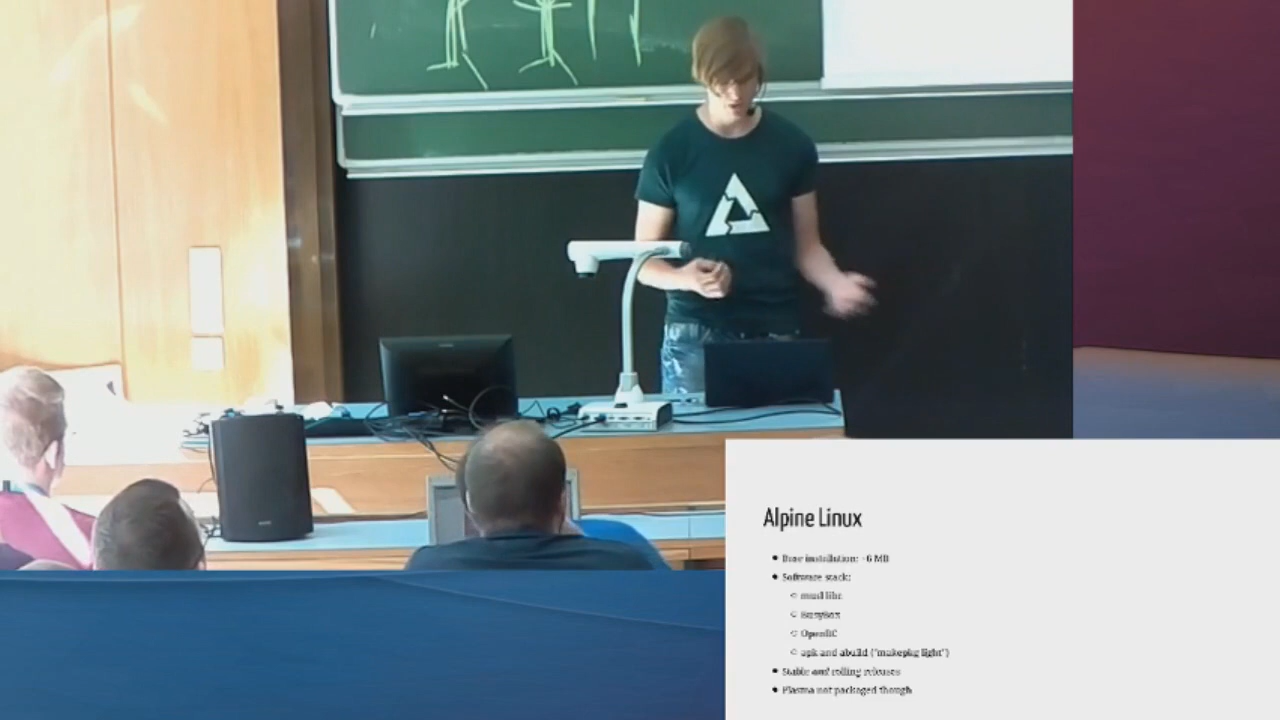 Alpine Linux
Base installation: ~6 MB
Software stack:
musl libc
BusyBox
OpenRC
apk and abuild ("makepkg light")
Stable and rolling releases
Plasma not packaged though